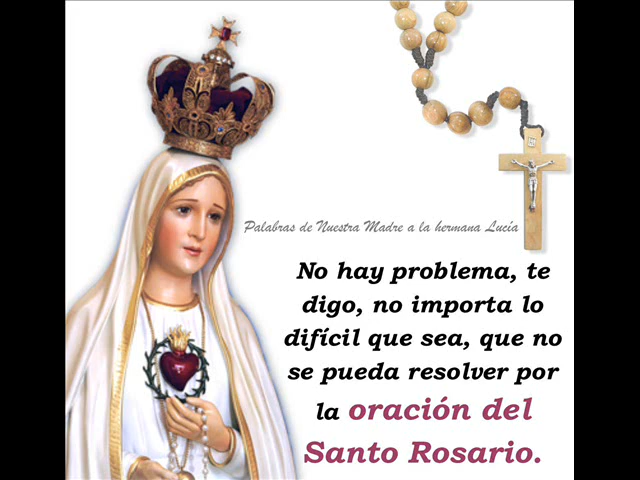 Palabras de Nuestra Madre a la hermana Lucía
No hay problema, te
digo, no importa lo
difícil que sea, que no
se pueda resolver por
la oración del
Santo Rosario.